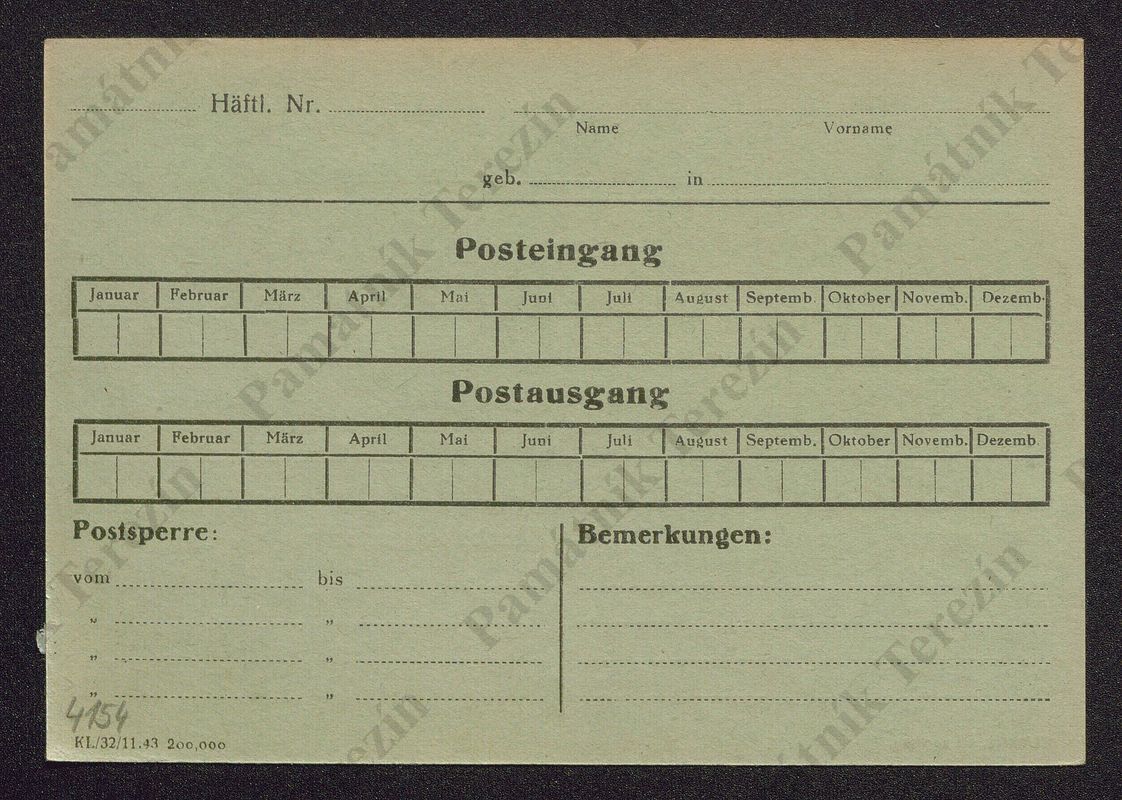 Häftl. Nr.
Name Vorname
geb. in
Posteingang
Januar Februar März April Mai Juni Juli August Septemb. Oktober Novemb. Dezemb.
Postausgang
Januar Februar März April Mai Juni Juli August Septemb. Oktober Novemb. Dezemb.
Postsperre:
vom bis
" "
" "
" "
Bemerkungen:
4154
KL/32/11.43 200,000
Památník Terezín